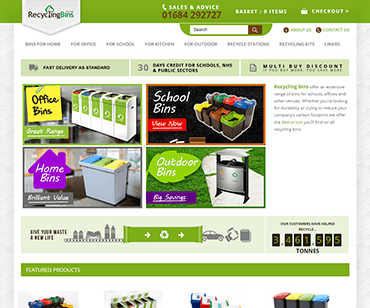 RecyclingBins
SALES & ADVICE
01684 292727
BASKET : 0 ITEMS
CHECKOUT >
ABOUT US
CONTACT US
BINS FOR HOME
FOR OFFICE
FOR SCHOOL
FOR KITCHEN
FOR OUTDOOR
RECYCLE STATIONS
RECYCLING KITS
LINERS
FAST DELIVERY AS STANDARD
30 DAYS CREDIT FOR SCHOOLS, NHS
& PUBLIC SECTORS
MULTI BUY DISCOUNT
IF YOU BUY MORE, YOU SAVE MORE
Office
Bins
Great Range
School
Bins
Home
Bins
Brilliant Value
Outdoor
Bins
Big Savings
Recycling bins offer an extensive
range of bins for schools, offices and
other venues. Whether you're looking
for durability or trying to reduce your
company's carbon footprint we offer
the best prices you'll find on all
recycling bins.
GIVE YOUR WASTE
A NEW LIFE
OUR CUSTOMERS HAVE HELPED
RECYCLE...
3,461,595
TONNES
FEATURED PRODUCTS